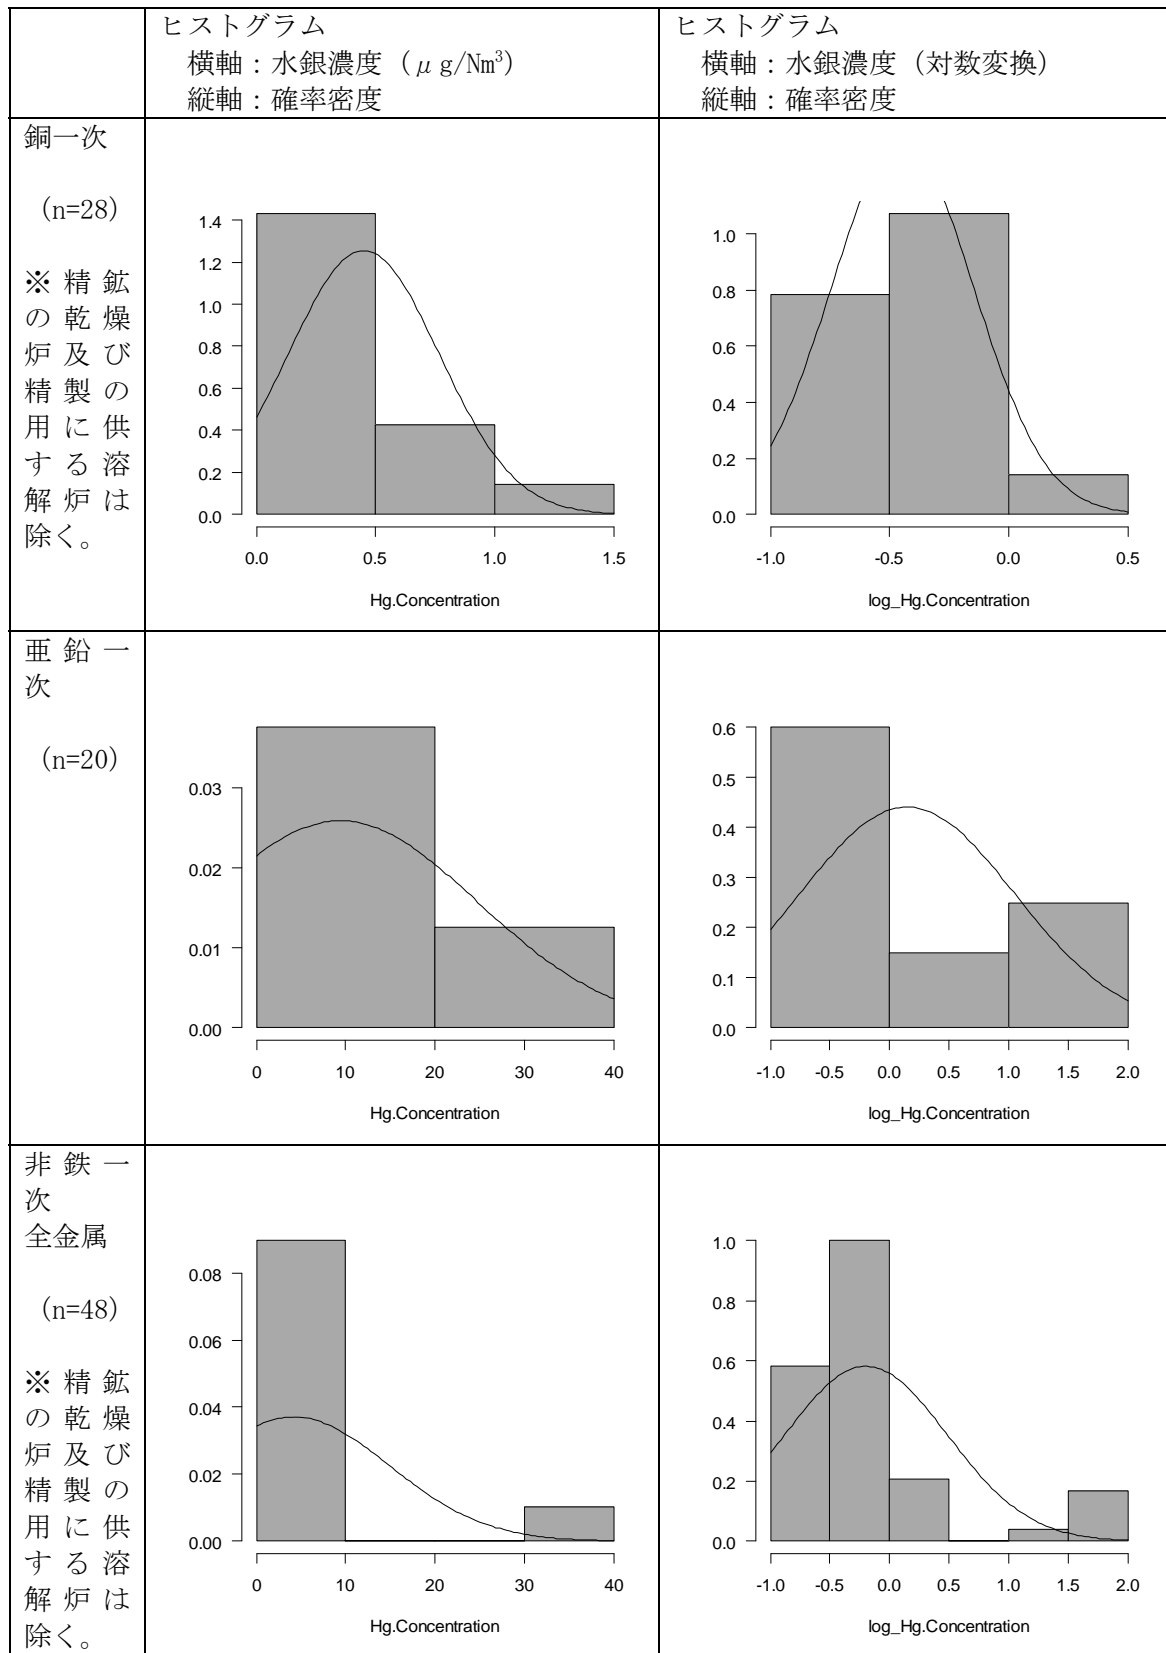 ヒストグラム
横軸：水銀濃度（μg/Nm³）
縦軸：確率密度
ヒストグラム
横軸：水銀濃度（対数変換）
縦軸：確率密度
銅一次
（n=28）
※精鉱
の乾燥
炉及び
精製の
用に供
する溶
解炉は
除く。
1.4
1.2
1.0
0.8
0.6
0.4
0.2
0.0
0.0 0.5 1.0 1.5
Hg.Concentration
1.0
0.8
0.6
0.4
0.2
0.0
-1.0 -0.5 0.0 0.5
log_Hg.Concentration
亜鉛一
次
（n=20）
0.03
0.02
0.01
0.00
0 10 20 30 40
Hg.Concentration
0.6
0.5
0.4
0.3
0.2
0.1
0.0
-1.0 -0.5 0.0 0.5 1.0 1.5 2.0
log_Hg.Concentration
非鉄一
次
全金属
（n=48）
※精鉱
の乾燥
炉及び
精製の
用に供
する溶
解炉は
除く。
0.08
0.06
0.04
0.02
0.00
0 10 20 30 40
Hg.Concentration
1.0
0.8
0.6
0.4
0.2
0.0
-1.0 -0.5 0.0 0.5 1.0 1.5 2.0
log_Hg.Concentration